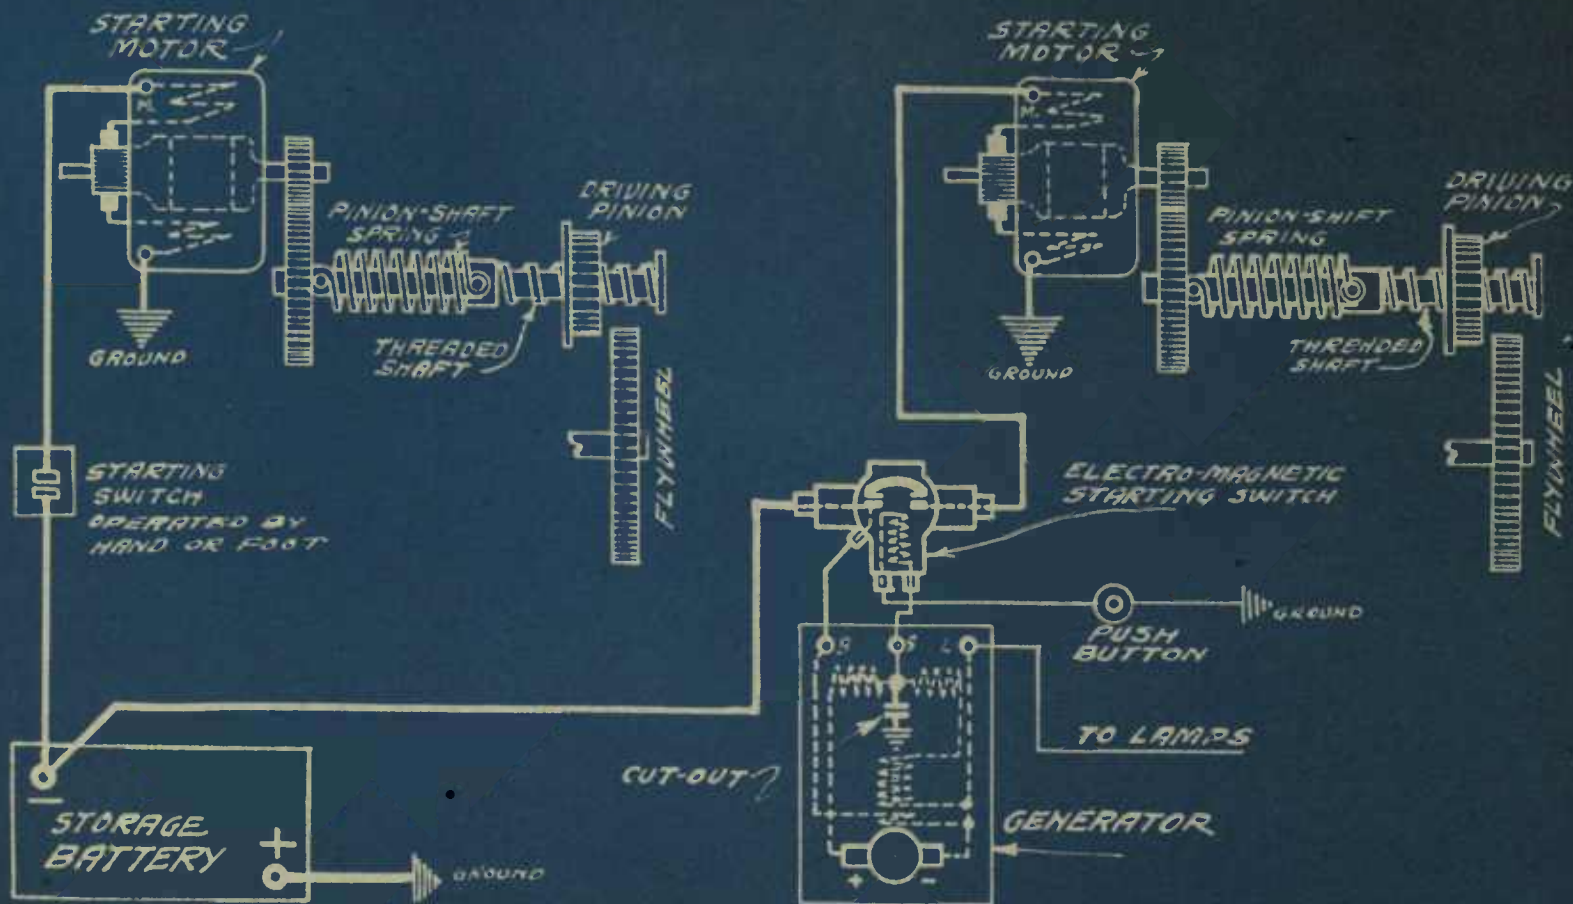 STARTING
MOTOR
M.
PINION-SHAFT
SPRING
DRIVING
PINION
GROUND
THREADED
SHAFT
FLYWHEEL
STARTING
SWITCH
OPERATED BY
HAND OR FOOT
STARTING
MOTOR
M.
PINION-SHIFT
SPRING
DRIVING
PINION
GROUND
THREADED
SHAFT
FLYWHEEL
ELECTRO-MAGNETIC
STARTING SWITCH
PUSH
BUTTON
GROUND
L
TO LAMPS
CUT-OUT
GENERATOR
+ -
-
STORAGE
BATTERY
+
GROUND